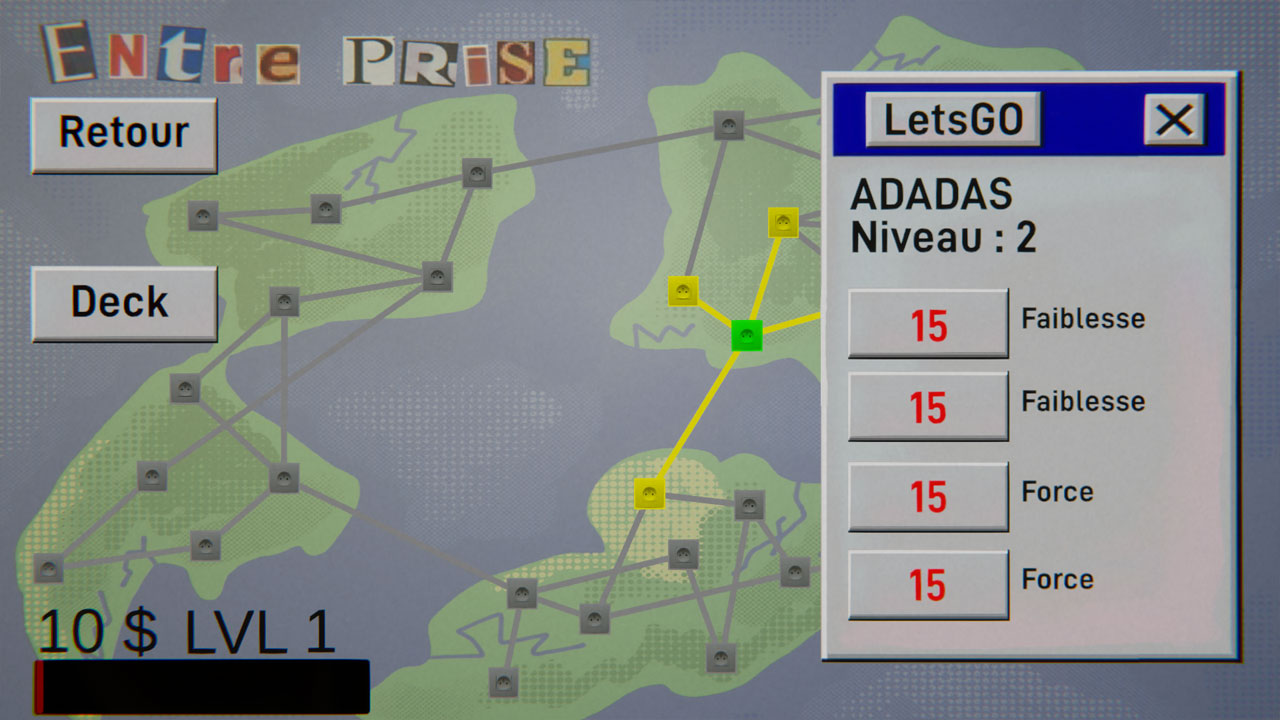 ENtre PRiSE
Retour
Deck
10 $ LVL 1
LetsGO
ADADAS
Niveau : 2
15 Faiblesse
15 Faiblesse
15 Force
15 Force